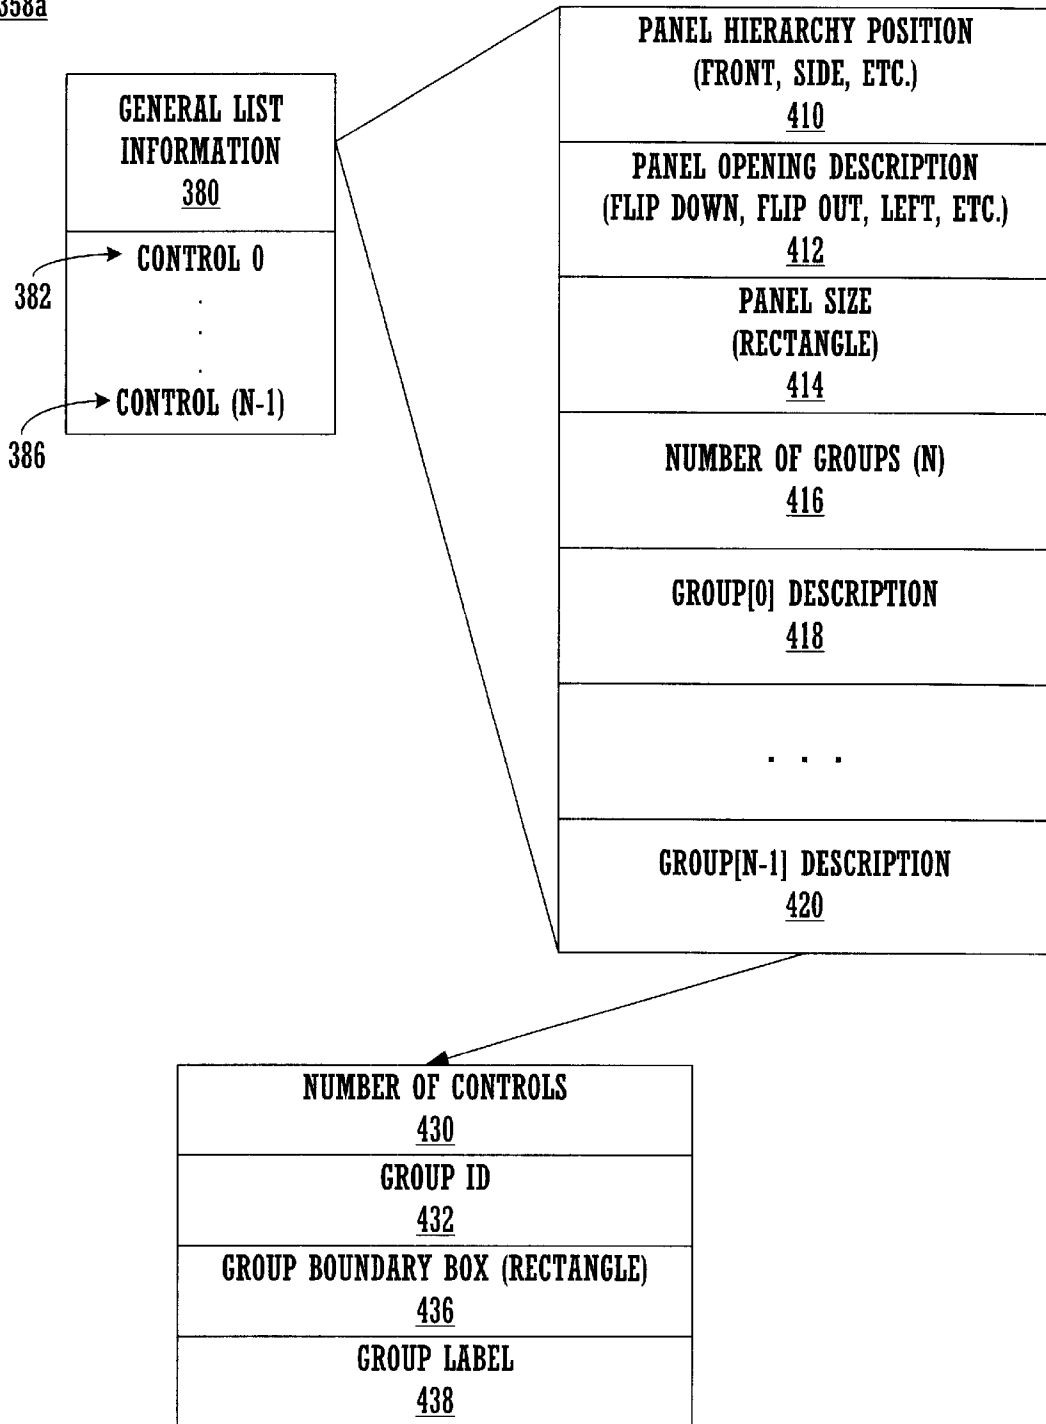 358a
GENERAL LIST
INFORMATION
380
CONTROL 0
.
.
.
CONTROL (N-1)
382
386
PANEL HIERARCHY POSITION
(FRONT, SIDE, ETC.)
410
PANEL OPENING DESCRIPTION
(FLIP DOWN, FLIP OUT, LEFT, ETC.)
412
PANEL SIZE
(RECTANGLE)
414
NUMBER OF GROUPS (N)
416
GROUP[0] DESCRIPTION
418
. . .
GROUP[N-1] DESCRIPTION
420
NUMBER OF CONTROLS
430
GROUP ID
432
GROUP BOUNDARY BOX (RECTANGLE)
436
GROUP LABEL
438